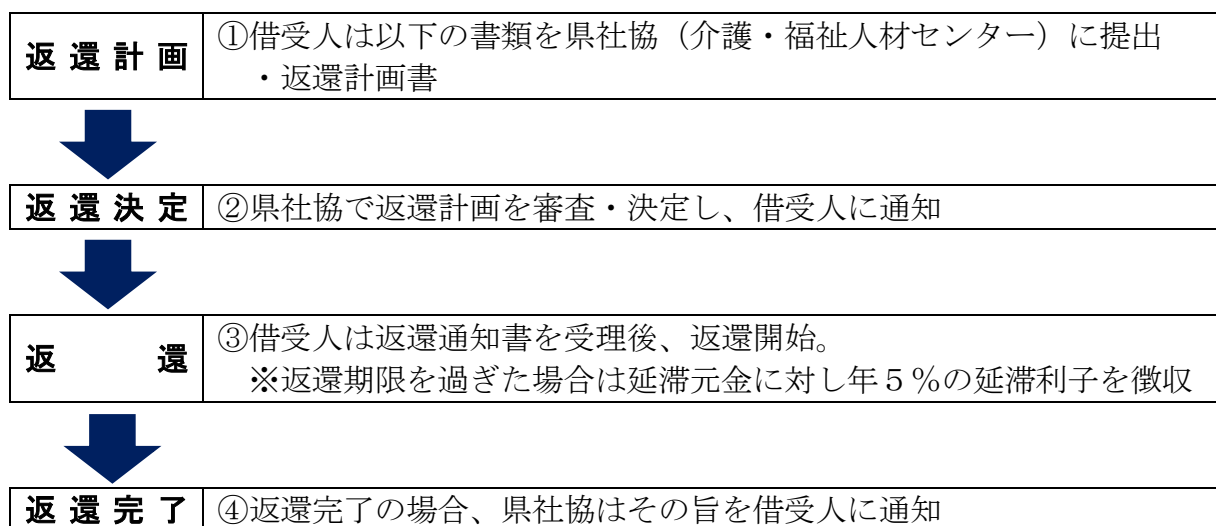 返還計画
①借受人は以下の書類を県社協（介護・福祉人材センター）に提出
・返還計画書
返還決定
②県社協で返還計画を審査・決定し、借受人に通知
返還
③借受人は返還通知書を受理後、返還開始。
※返還期限を過ぎた場合は延滞元金に対し年５％の延滞利子を徴収
返還完了
④返還完了の場合、県社協はその旨を借受人に通知